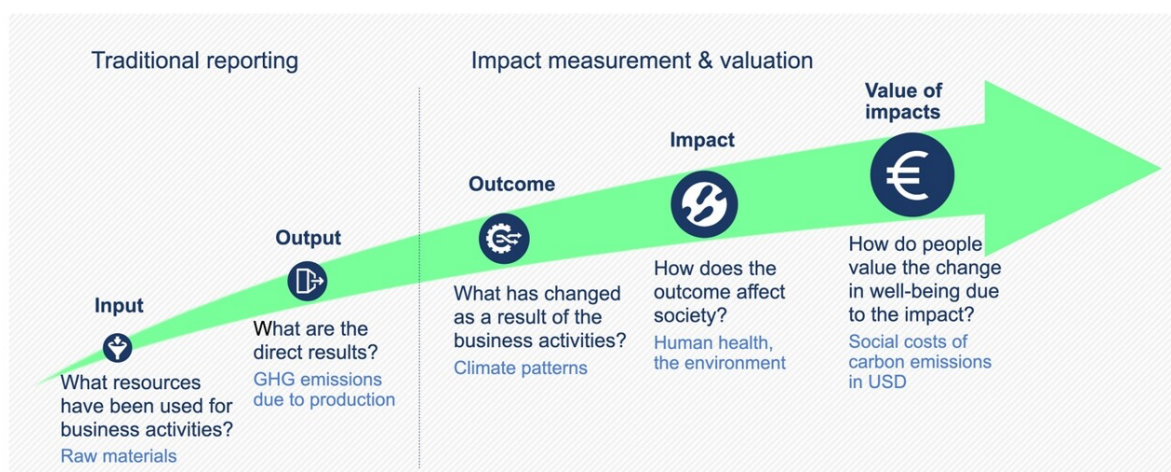 Traditional reporting
Impact measurement & valuation
Input
What resources
have been used for
business activities?
Raw materials
Output
What are the
direct results?
GHG emissions
due to production
Outcome
What has changed
as a result of the
business activities?
Climate patterns
Impact
How does the
outcome affect
society?
Human health,
the environment
Value of
impacts
€
How do people
value the change
in well-being due
to the impact?
Social costs of
carbon emissions
in USD